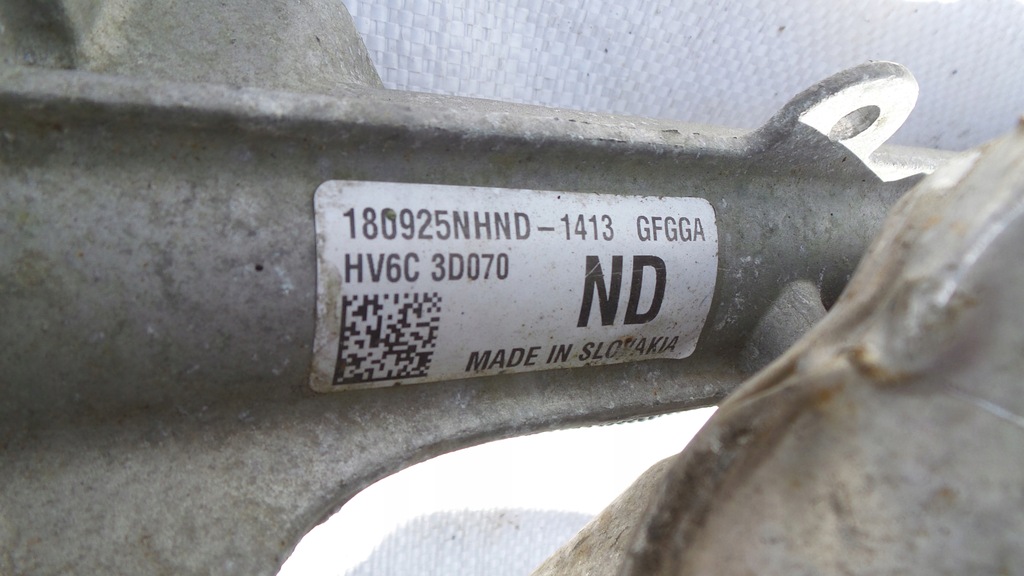 180925NHND-1413 GFGGA
HV6C 3D070
ND
MADE IN SLOVAKIA